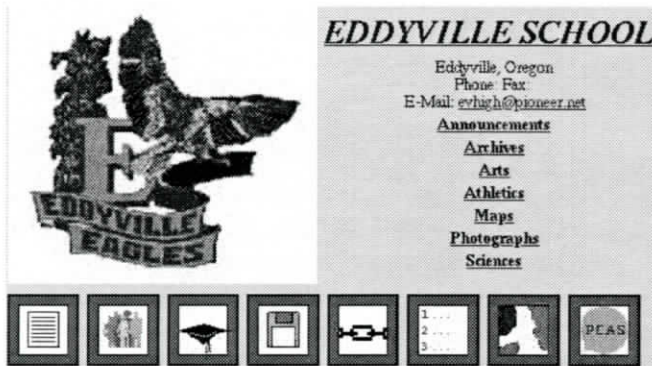 EDDYVILLE SCHOOL
Eddyville, Oregon
Phone: Fax:
E-Mail: evhigh@pioneer.net
Announcements
Archives
Arts
Athletics
Maps
Photographs
Sciences
E
EDDYVILLE
EAGLES
1 ...
2 ...
3 ...
PCAS